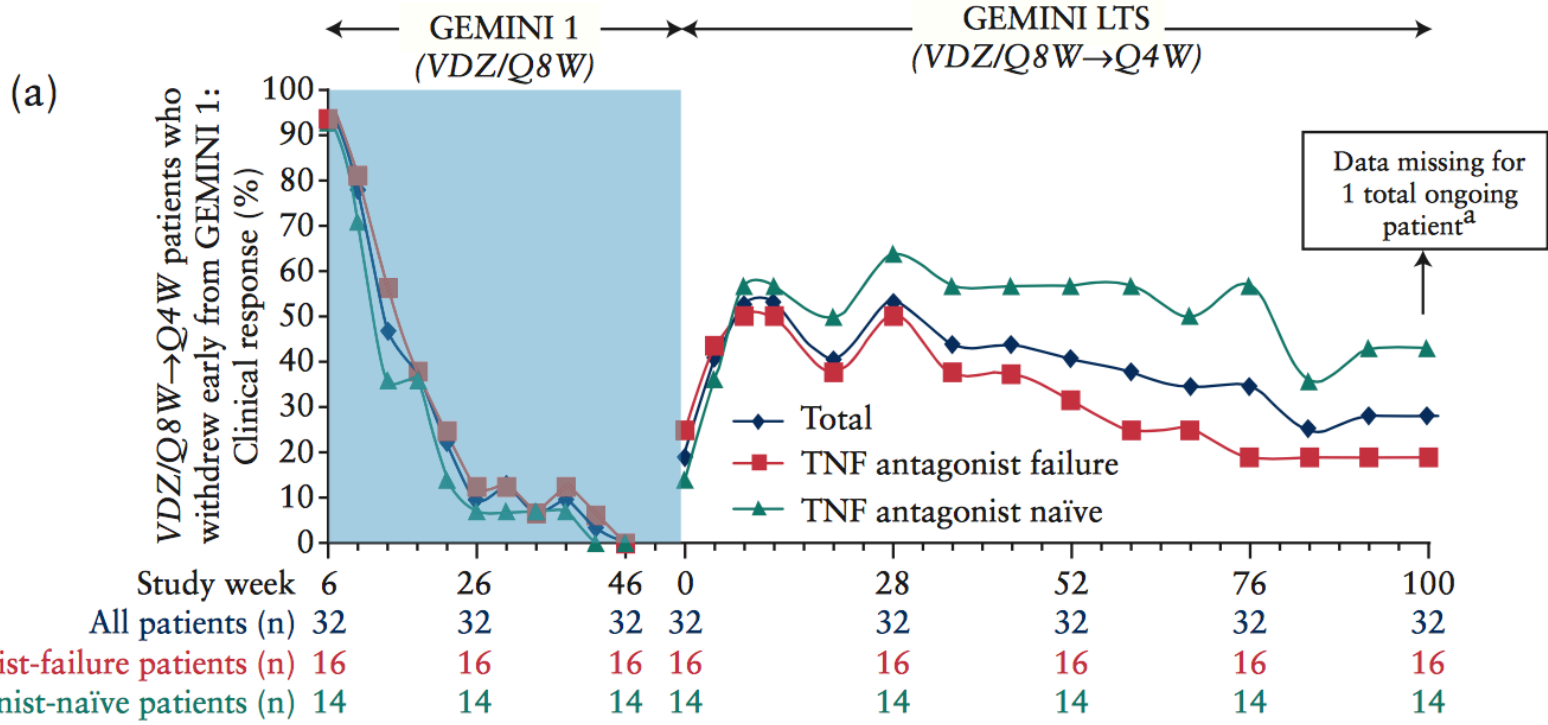 GEMINI 1
(VDZ/Q8W)
GEMINI LTS
(VDZ/Q8W→Q4W)
(a)
VDZ/Q8W→Q4W patients who
withdrew early from GEMINI 1:
Clinical response (%)
100
90
80
70
60
50
40
30
20
10
0
Data missing for
1 total ongoing
patientᵃ
Total
TNF antagonist failure
TNF antagonist naïve
Study week 6 26 46 0 28 52 76 100
All patients (n) 32 32 32 32 32 32 32 32
ist-failure patients (n) 16 16 16 16 16 16 16 16
nist-naïve patients (n) 14 14 14 14 14 14 14 14